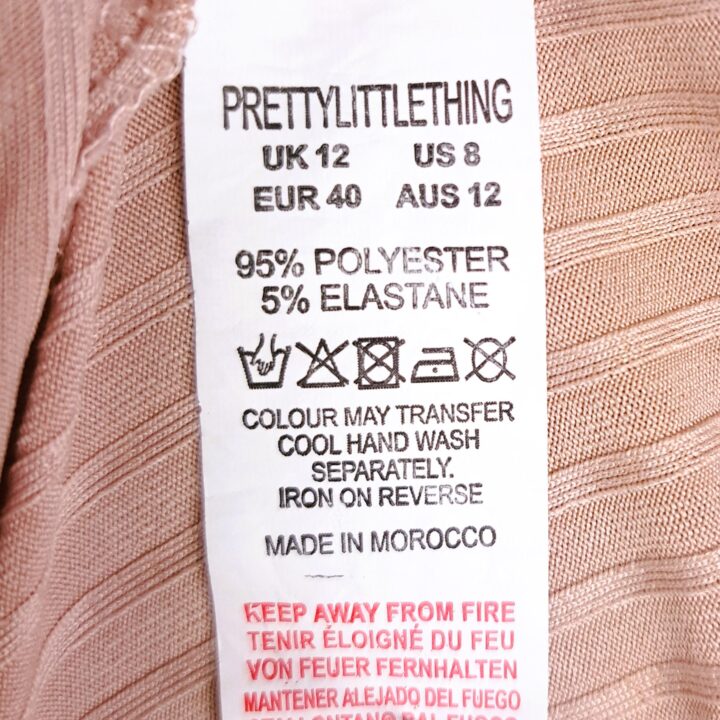 PRETTYLITTLETHING
UK 12 US 8
EUR 40 AUS 12
95% POLYESTER
5% ELASTANE
COLOUR MAY TRANSFER
COOL HAND WASH
SEPARATELY.
IRON ON REVERSE
MADE IN MOROCCO
KEEP AWAY FROM FIRE
TENIR ÉLOIGNÉ DU FEU
VON FEUER FERNHALTEN
MANTENER ALEJADO DEL FUEGO